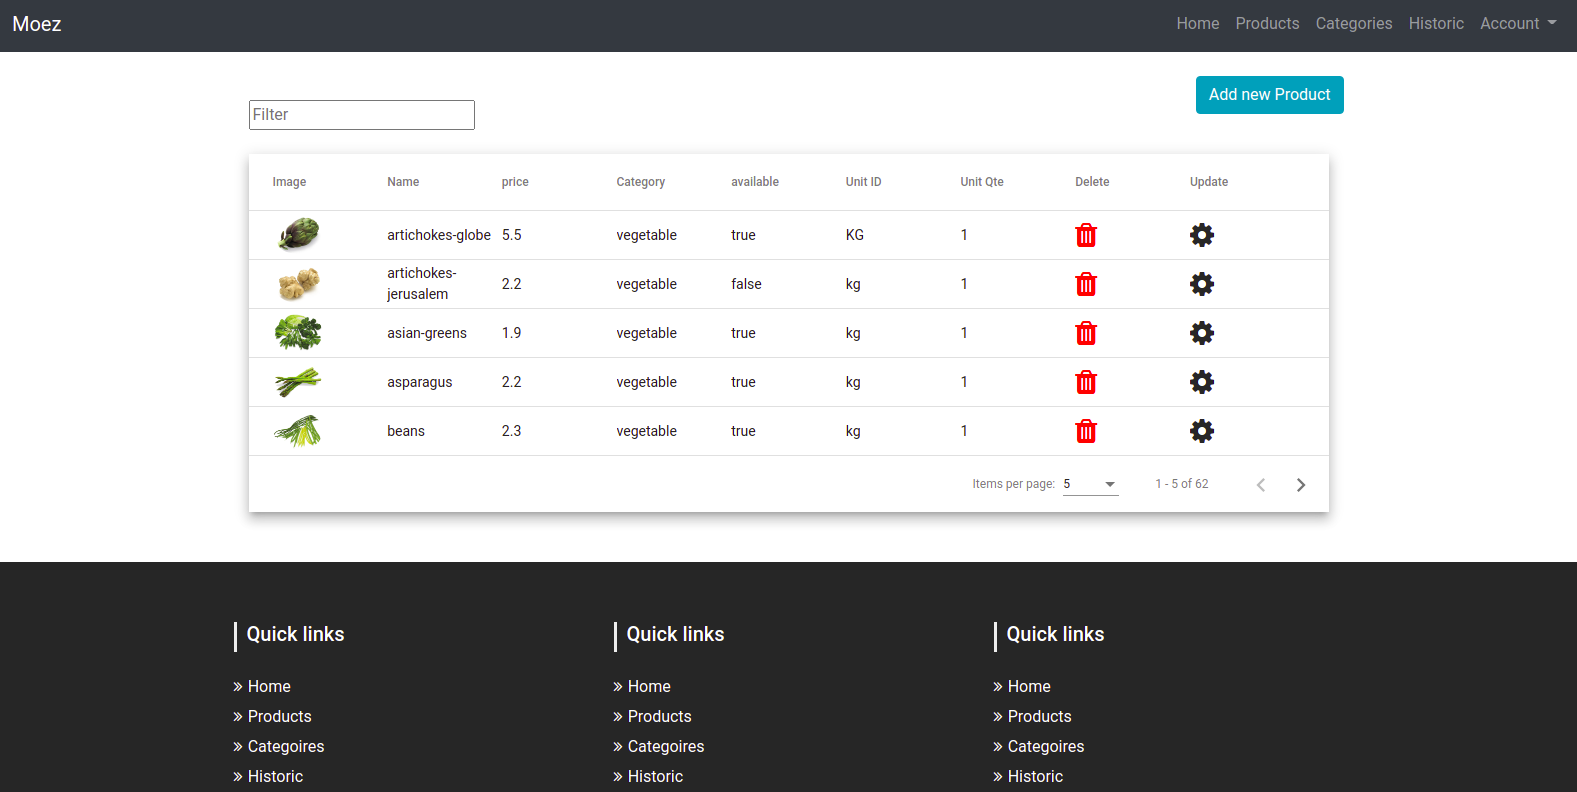 Moez
Home Products Categories Historic Account
Add new Product
Filter
Image Name price Category available Unit ID Unit Qte Delete Update
artichokes-globe 5.5 vegetable true KG 1
artichokes-
jerusalem 2.2 vegetable false kg 1
asian-greens 1.9 vegetable true kg 1
asparagus 2.2 vegetable true kg 1
beans 2.3 vegetable true kg 1
Items per page: 5 1 - 5 of 62
Quick links Quick links Quick links
» Home » Home » Home
» Products » Products » Products
» Categoires » Categoires » Categoires
» Historic » Historic » Historic